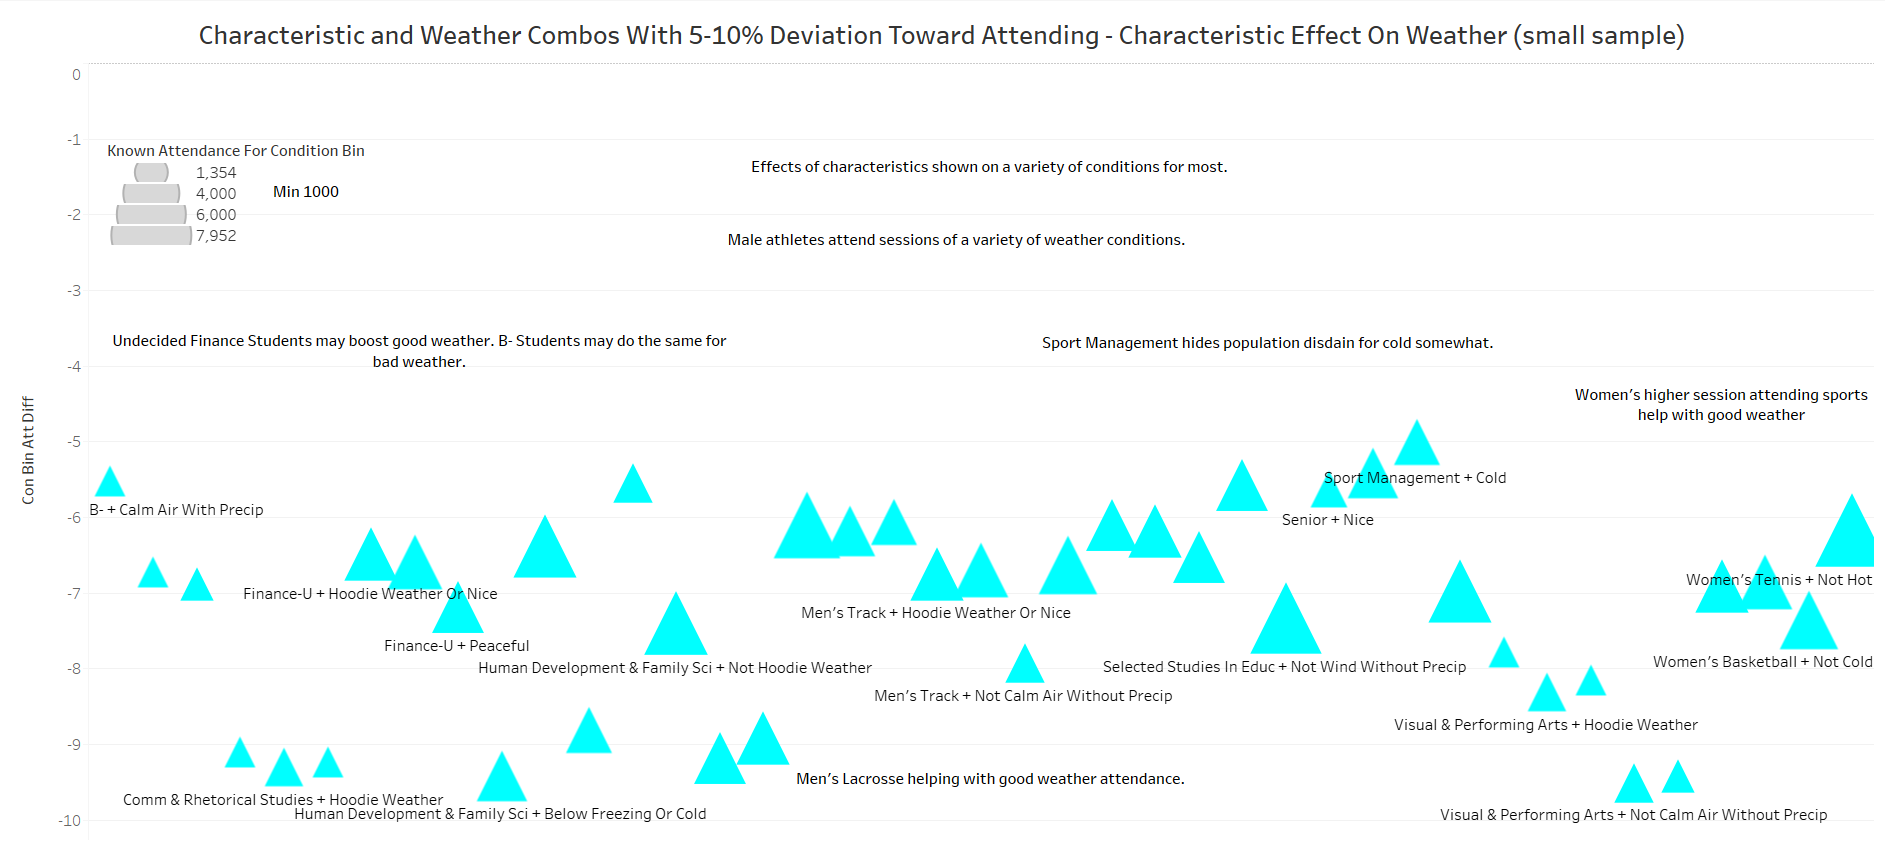 Characteristic and Weather Combos With 5-10% Deviation Toward Attending - Characteristic Effect On Weather (small sample)
0
-1
-2
-3
-4
-5
-6
-7
-8
-9
-10
Con Bin Att Diff
Known Attendance For Condition Bin
1,354
4,000
6,000
7,952
Min 1000
Effects of characteristics shown on a variety of conditions for most.
Male athletes attend sessions of a variety of weather conditions.
Undecided Finance Students may boost good weather. B- Students may do the same for
bad weather.
Sport Management hides population disdain for cold somewhat.
Women's higher session attending sports
help with good weather
Sport Management + Cold
B- + Calm Air With Precip
Senior + Nice
Women's Tennis + Not Hot
Finance-U + Hoodie Weather Or Nice
Men's Track + Hoodie Weather Or Nice
Finance-U + Peaceful
Human Development & Family Sci + Not Hoodie Weather
Selected Studies In Educ + Not Wind Without Precip
Women's Basketball + Not Cold
Men's Track + Not Calm Air Without Precip
Visual & Performing Arts + Hoodie Weather
Men's Lacrosse helping with good weather attendance.
Comm & Rhetorical Studies + Hoodie Weather
Human Development & Family Sci + Below Freezing Or Cold
Visual & Performing Arts + Not Calm Air Without Precip